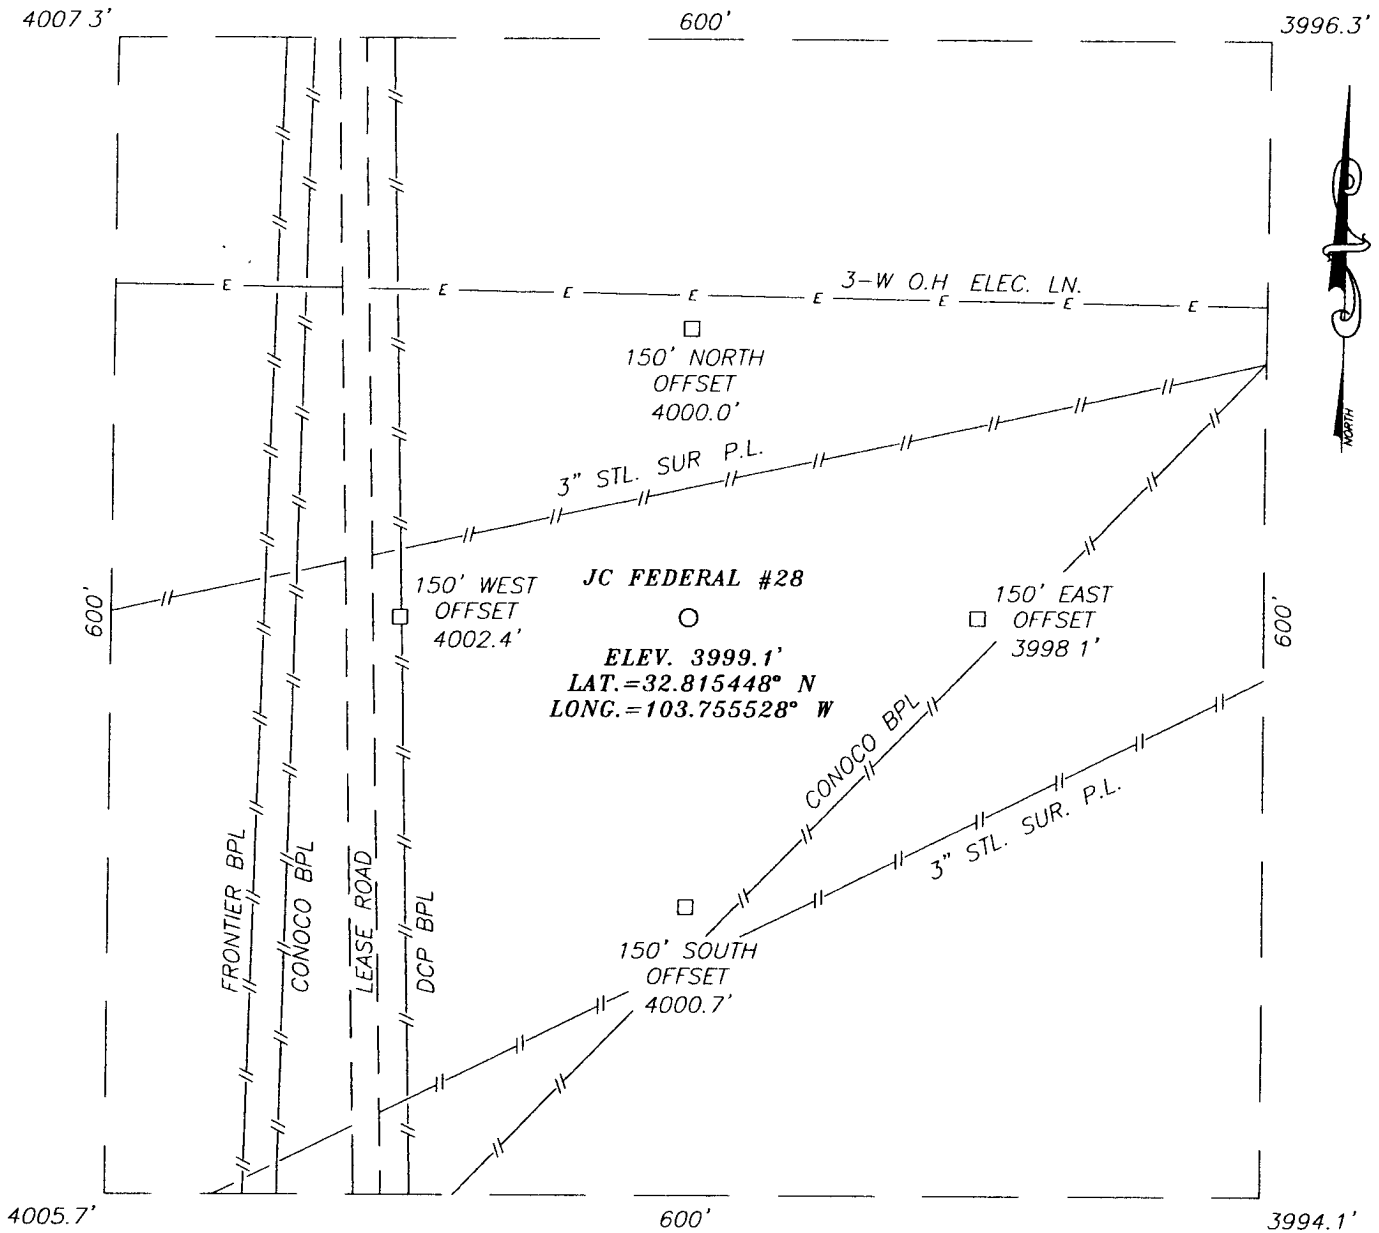 4007 3'
600'
3996.3'
3-W O.H ELEC. LN.
E E E E E E E E
150' NORTH
OFFSET
4000.0'
NORTH
3" STL. SUR P.L.
600'
150' WEST
OFFSET
4002.4'
JC FEDERAL #28
ELEV. 3999.1'
LAT.=32.815448° N
LONG.=103.755528° W
150' EAST
OFFSET
3998 1'
600'
CONOCO BPL
3" STL. SUR. P.L.
FRONTIER BPL
CONOCO BPL
LEASE ROAD
DCP BPL
150' SOUTH
OFFSET
4000.7'
4005.7'
600'
3994.1'